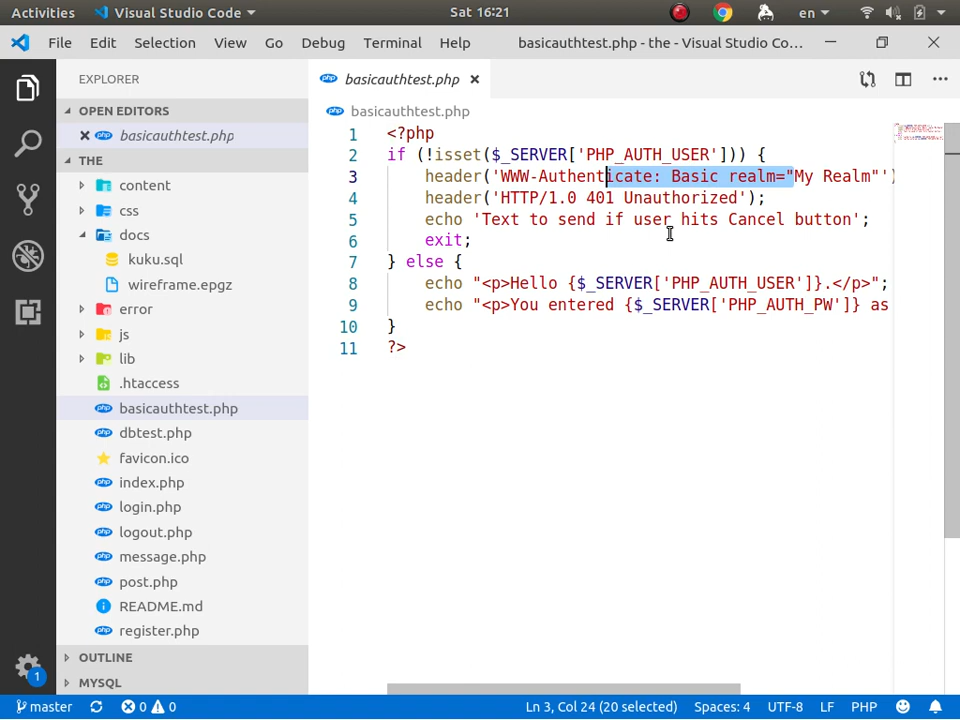 Activities Visual Studio Code Sat 16:21 en
File Edit Selection View Go Debug Terminal Help basicauthtest.php - the - Visual Studio Co…
EXPLORER
OPEN EDITORS
basicauthtest.php
THE
content
css
docs
kuku.sql
wireframe.epgz
error
js
lib
.htaccess
basicauthtest.php
dbtest.php
favicon.ico
index.php
login.php
logout.php
message.php
post.php
README.md
register.php
OUTLINE
MYSQL
basicauthtest.php
basicauthtest.php
1 <?php
2 if (!isset($_SERVER['PHP_AUTH_USER'])) {
3 header('WWW-Authenticate: Basic realm="My Realm"')
4 header('HTTP/1.0 401 Unauthorized');
5 echo 'Text to send if user hits Cancel button';
6 exit;
7 } else {
8 echo "<p>Hello {$_SERVER['PHP_AUTH_USER']}.</p>";
9 echo "<p>You entered {$_SERVER['PHP_AUTH_PW']} as
10 }
11 ?>
1
master 0 0 Ln 3, Col 24 (20 selected) Spaces: 4 UTF-8 LF PHP